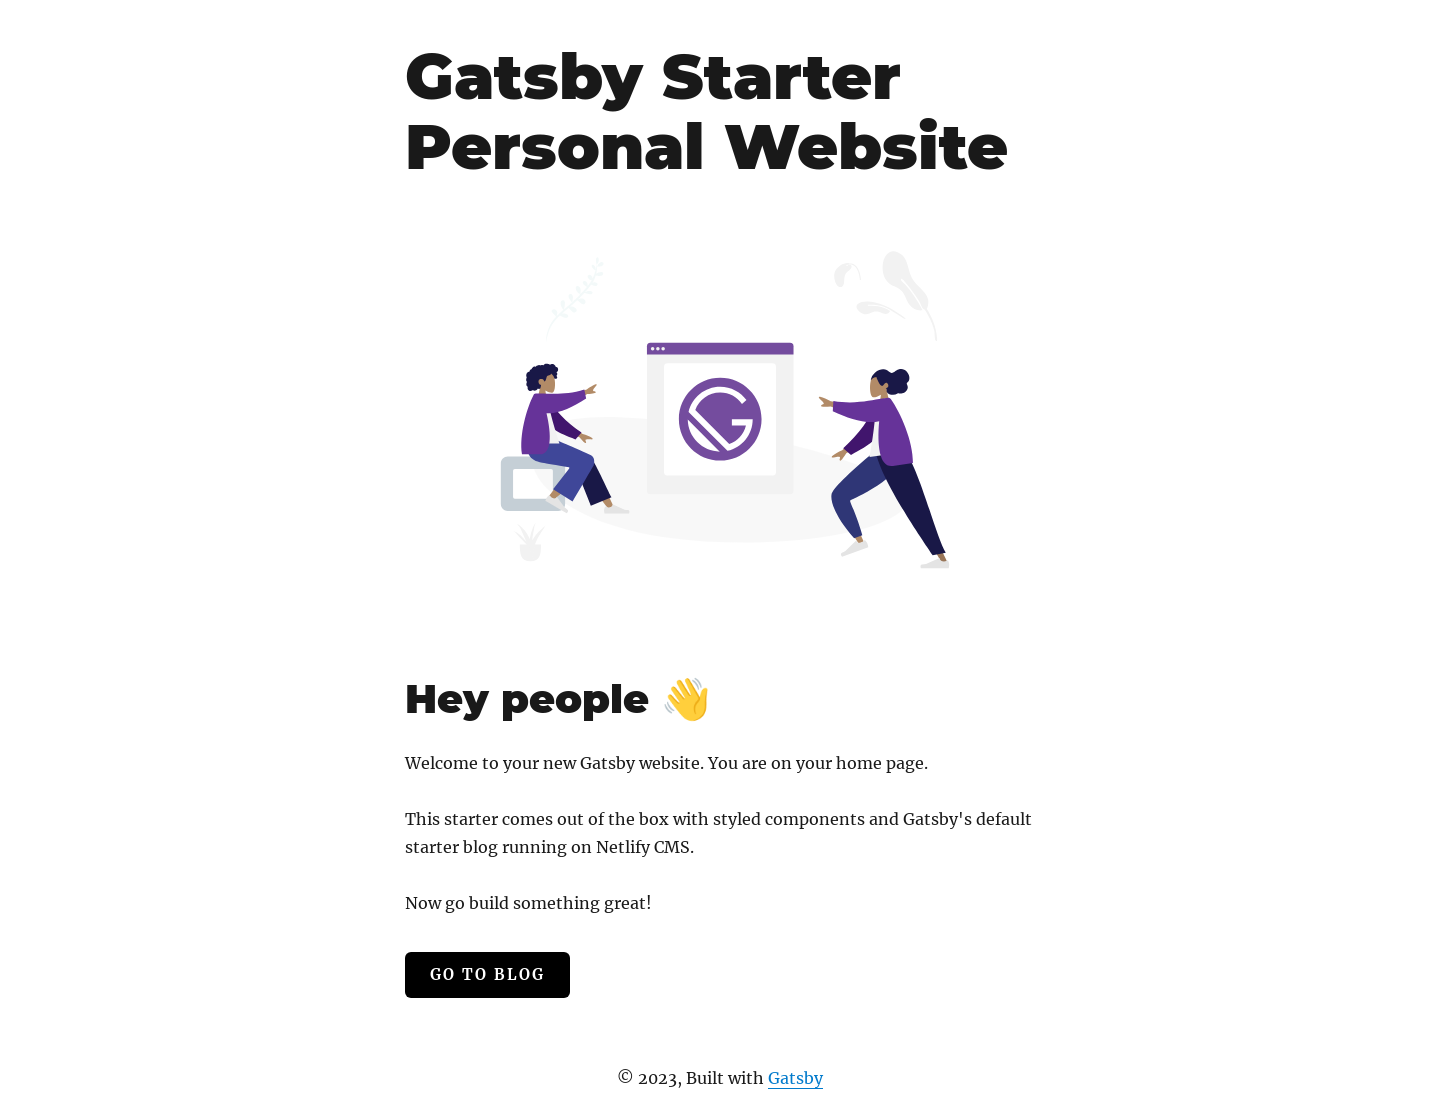 Gatsby Starter
Personal Website
Hey people 👋
Welcome to your new Gatsby website. You are on your home page.
This starter comes out of the box with styled components and Gatsby's default
starter blog running on Netlify CMS.
Now go build something great!
GO TO BLOG
© 2023, Built with Gatsby